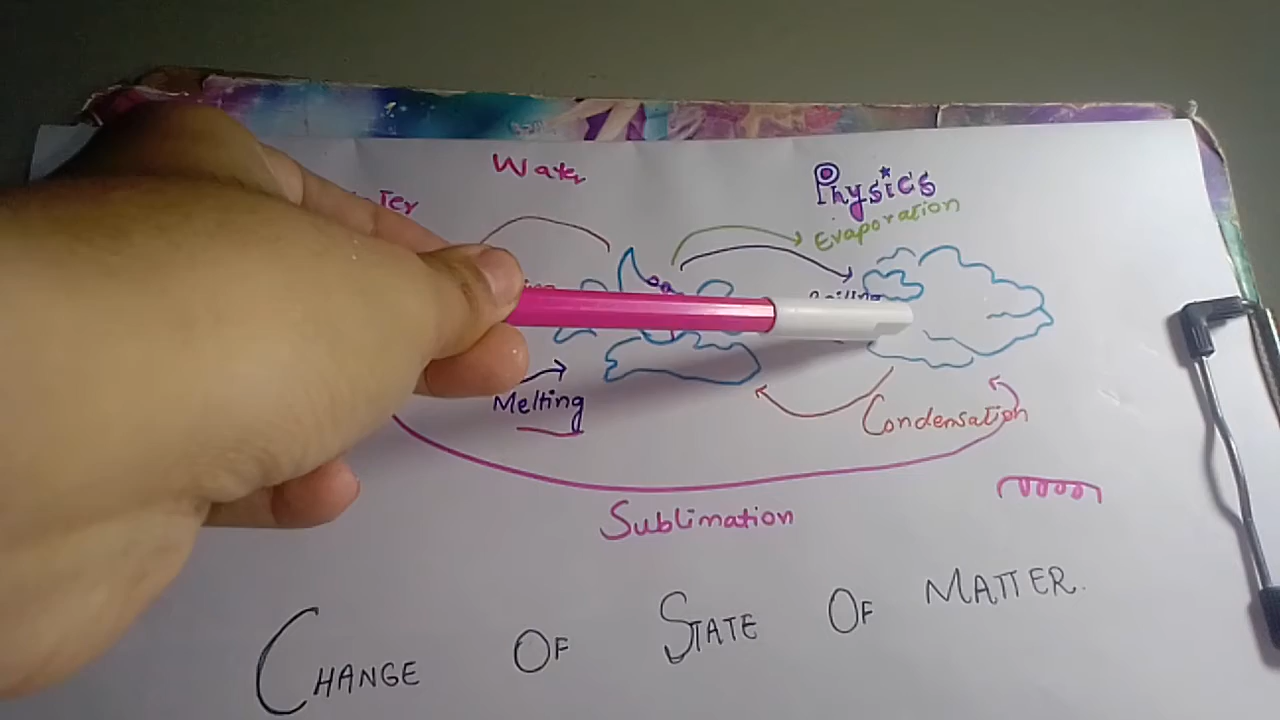 Water
Physics
Evaporation
Melting
Condensation
Sublimation
CHANGE OF STATE OF MATTER.